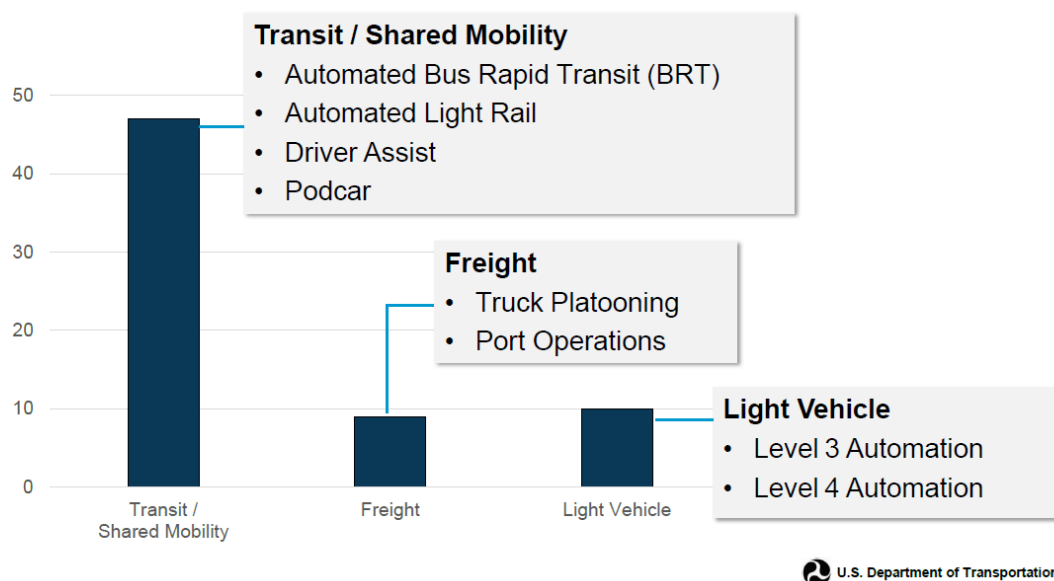 Transit / Shared Mobility
• Automated Bus Rapid Transit (BRT)
• Automated Light Rail
• Driver Assist
• Podcar
Freight
• Truck Platooning
• Port Operations
Light Vehicle
• Level 3 Automation
• Level 4 Automation
50
40
30
20
10
0
Transit /
Shared Mobility
Freight
Light Vehicle
U.S. Department of Transportation